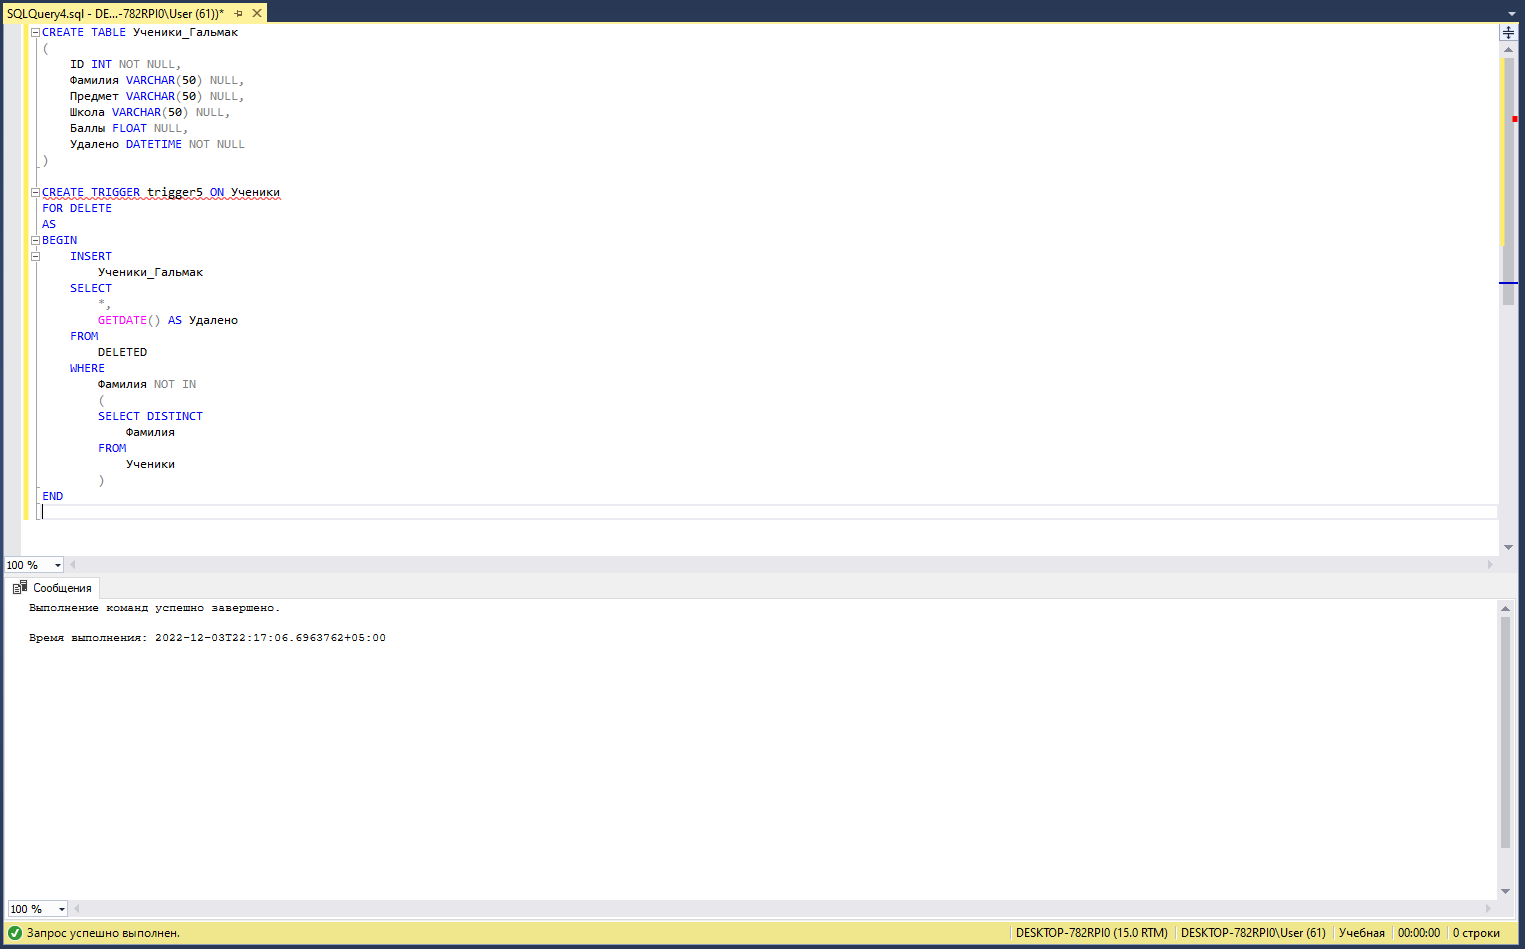 SQLQuery4.sql - DE...-782RPI0\User (61))*
CREATE TABLE Ученики_Гальмак
(
ID INT NOT NULL,
Фамилия VARCHAR(50) NULL,
Предмет VARCHAR(50) NULL,
Школа VARCHAR(50) NULL,
Баллы FLOAT NULL,
Удалено DATETIME NOT NULL
)
CREATE TRIGGER trigger5 ON Ученики
FOR DELETE
AS
BEGIN
INSERT
Ученики_Гальмак
SELECT
*,
GETDATE() AS Удалено
FROM
DELETED
WHERE
Фамилия NOT IN
(
SELECT DISTINCT
Фамилия
FROM
Ученики
)
END
100 %
Сообщения
Выполнение команд успешно завершено.
Время выполнения: 2022-12-03T22:17:06.6963762+05:00
100 %
Запрос успешно выполнен. DESKTOP-782RPI0 (15.0 RTM) DESKTOP-782RPI0\User (61) Учебная 00:00:00 0 строки